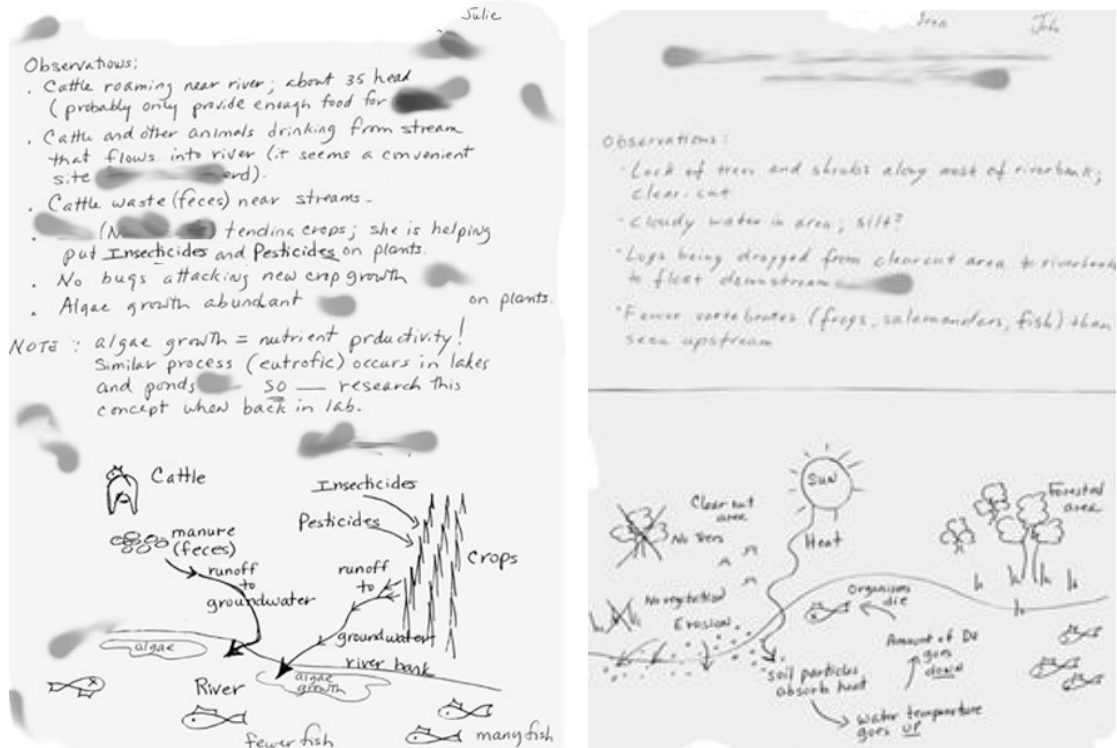 Julie
Observations:
. Cattle roaming near river; about 35 head
(probably only provide enough food for
. Cattle and other animals drinking from stream
that flows into river (it seems a convenient
site erd).
. Cattle waste (feces) near streams.
. (N ) tending crops; she is helping
put Insecticides and Pesticides on plants.
. No bugs attacking new crop growth
. Algae growth abundant on plants.
NOTE : algae growth = nutrient prductivity!
Similar process (eutrofic) occurs in lakes
and ponds - SO — research this
concept when back in lab.
Cattle
manure
(feces)
runoff
to
groundwater
Insecticides
Pesticides
Crops
runoff
to
groundwater
river bank
algae
algae
growth
River
fewer fish
many fish
John
Observations:
· Lack of trees and shrubs along most of riverbank;
clear-cut
· Cloudy water in area; silt?
· Logs being dragged from clearcut area to riverbank
to float downstream
· Fewer vertebrates (frogs, salamanders, fish) than
seen upstream
Sun
Heat
Clear cut
area
No Trees
No vegitation
Erosion
Forested
area
Organisms
die
Amount of Do
goes
down
soil particles
absorb heat
water temperature
goes UP